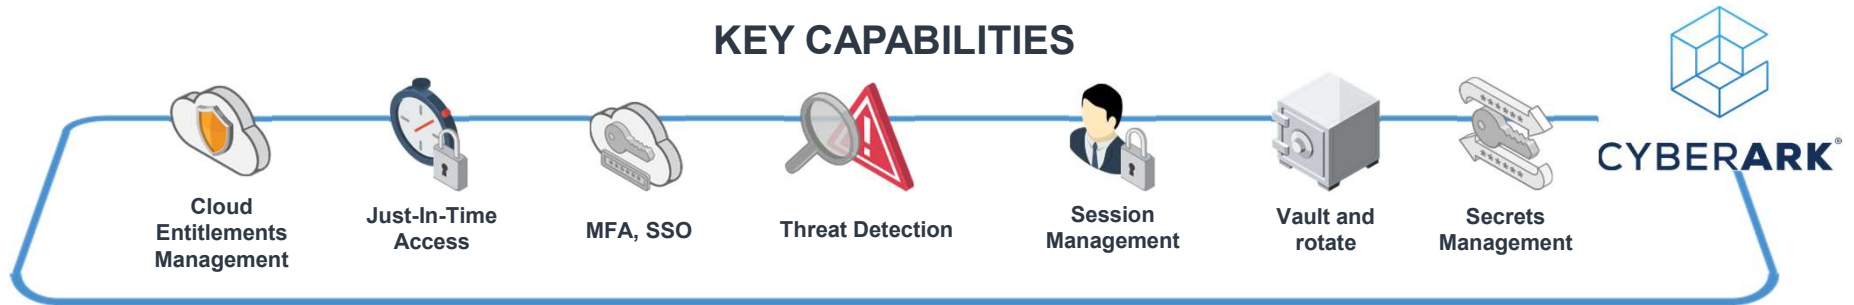 KEY CAPABILITIES
CYBERARK®
Cloud
Entitlements
Management
Just-In-Time
Access
MFA, SSO
Threat Detection
Session
Management
Vault and
rotate
Secrets
Management